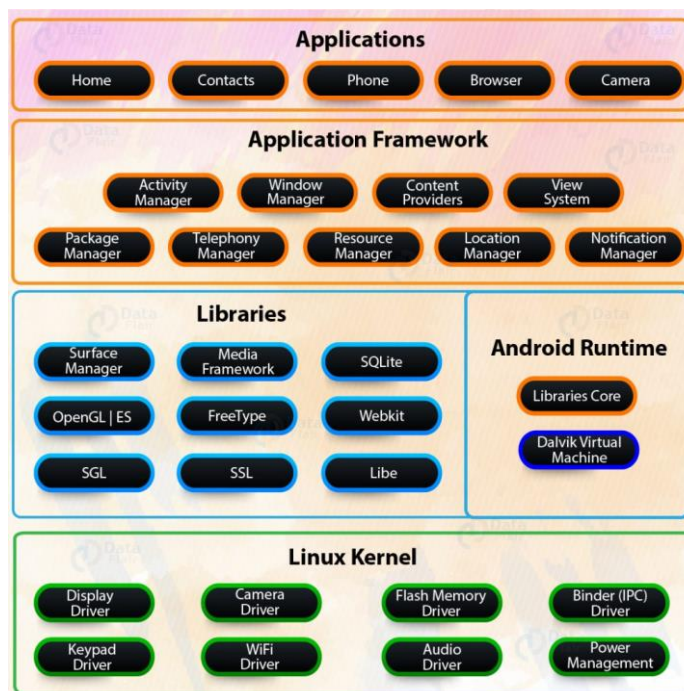 Applications
Home
Contacts
Phone
Browser
Camera
Application Framework
Activity
Manager
Window
Manager
Content
Providers
View
System
Package
Manager
Telephony
Manager
Resource
Manager
Location
Manager
Notification
Manager
Libraries
Surface
Manager
Media
Framework
SQLite
OpenGL | ES
FreeType
Webkit
SGL
SSL
Libe
Android Runtime
Libraries Core
Dalvik Virtual
Machine
Linux Kernel
Display
Driver
Camera
Driver
Flash Memory
Driver
Binder (IPC)
Driver
Keypad
Driver
WiFi
Driver
Audio
Driver
Power
Management